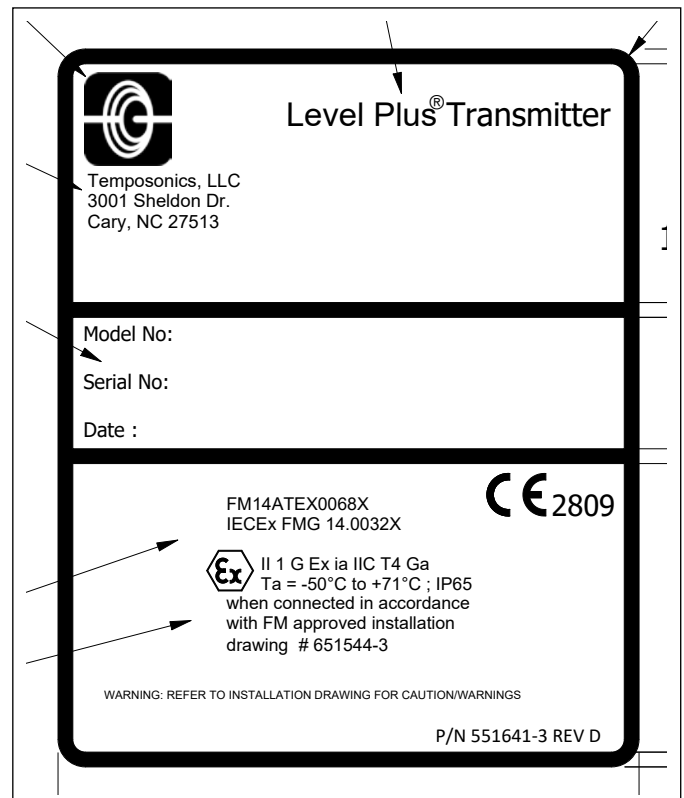 Level Plus® Transmitter
Temposonics, LLC
3001 Sheldon Dr.
Cary, NC 27513
Model No:
Serial No:
Date :
CE 2809
FM14ATEX0068X
IECEx FMG 14.0032X
Ex II 1 G Ex ia IIC T4 Ga
Ta = -50°C to +71°C ; IP65
when connected in accordance
with FM approved installation
drawing # 651544-3
WARNING: REFER TO INSTALLATION DRAWING FOR CAUTION/WARNINGS
P/N 551641-3 REV D